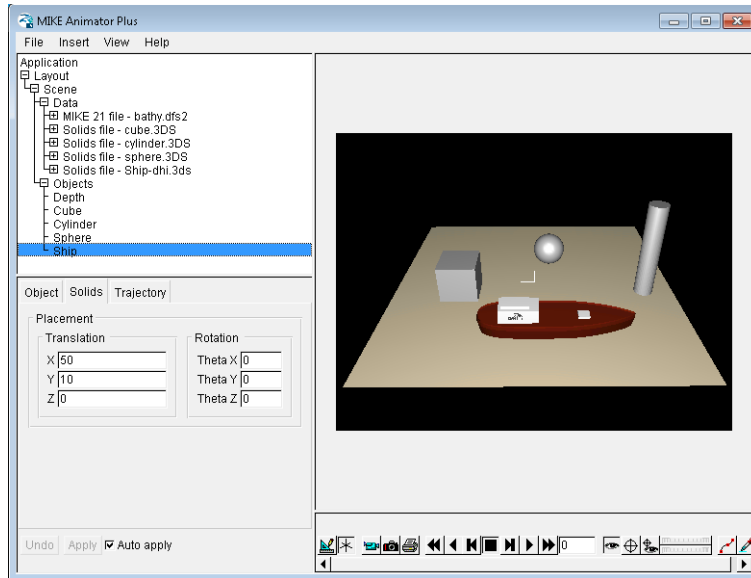 MIKE Animator Plus
File Insert View Help
Application
Layout
Scene
Data
MIKE 21 file - bathy.dfs2
Solids file - cube.3DS
Solids file - cylinder.3DS
Solids file - sphere.3DS
Solids file - Ship-dhi.3ds
Objects
Depth
Cube
Cylinder
Sphere
Ship
Object Solids Trajectory
Placement
Translation Rotation
X 50 Theta X 0
Y 10 Theta Y 0
Z 0 Theta Z 0
Undo Apply Auto apply
0